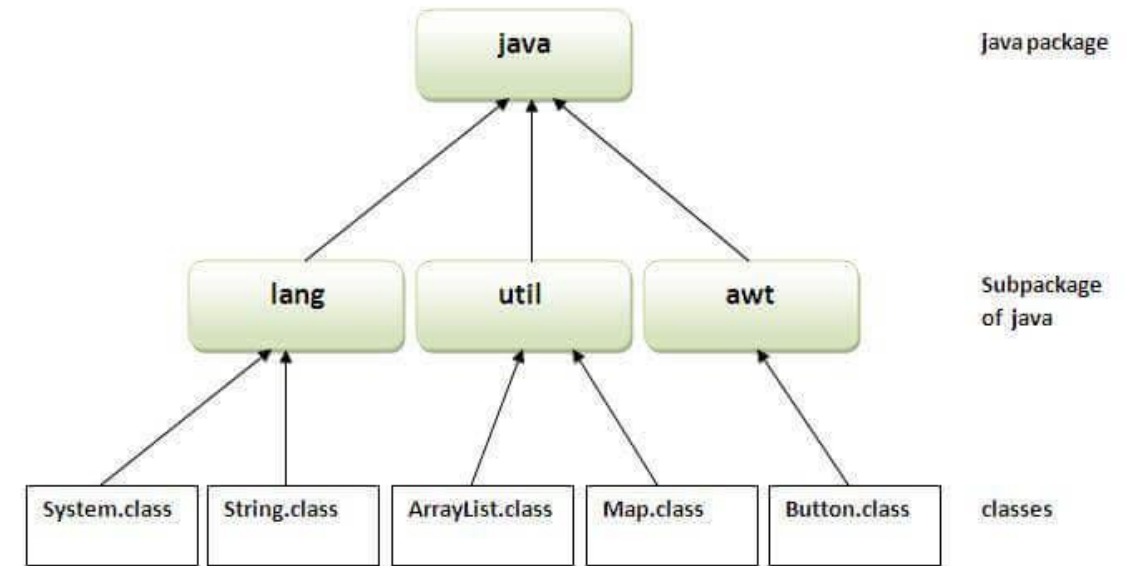 java
java package
lang
util
awt
Subpackage
of java
System.class
String.class
ArrayList.class
Map.class
Button.class
classes